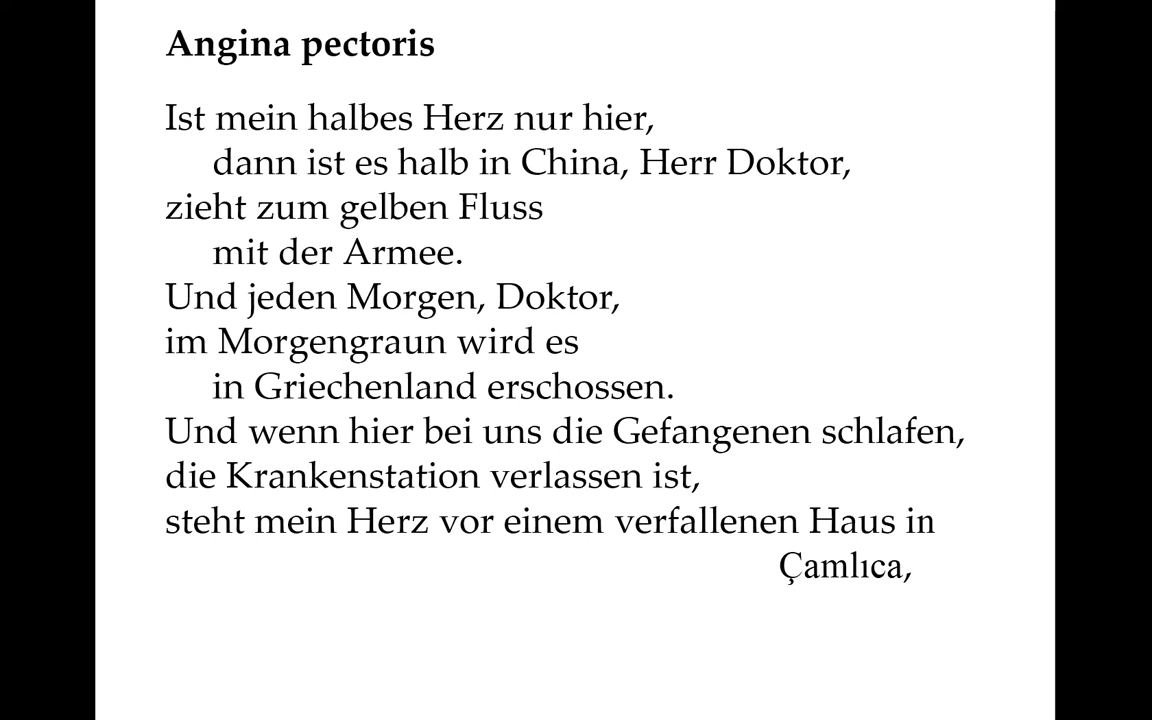 Angina pectoris
Ist mein halbes Herz nur hier,
dann ist es halb in China, Herr Doktor,
zieht zum gelben Fluss
mit der Armee.
Und jeden Morgen, Doktor,
im Morgengraun wird es
in Griechenland erschossen.
Und wenn hier bei uns die Gefangenen schlafen,
die Krankenstation verlassen ist,
steht mein Herz vor einem verfallenen Haus in
Çamlıca,